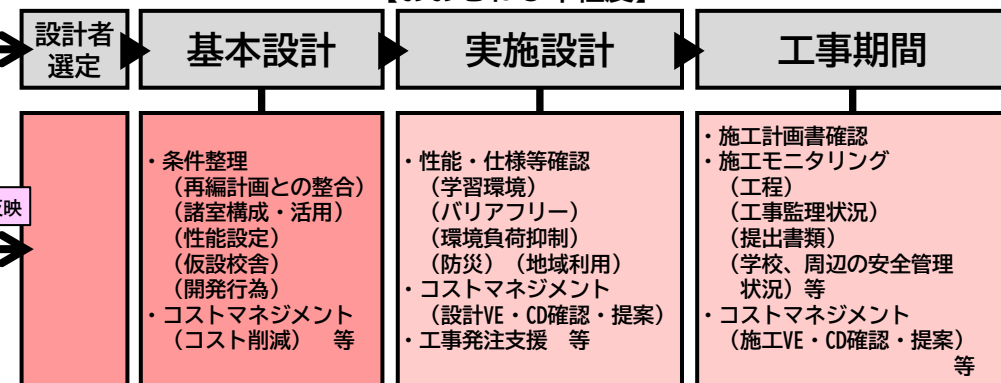 設計者
選定
基本設計
実施設計
工事期間
・条件整理
（再編計画との整合）
（諸室構成・活用）
（性能設定）
（仮設校舎）
（開発行為）
・コストマネジメント
（コスト削減）　等
・性能・仕様等確認
（学習環境）
（バリアフリー）
（環境負荷抑制）
（防災）（地域利用）
・コストマネジメント
（設計VE・CD確認・提案）
・工事発注支援　等
・施工計画書確認
・施工モニタリング
（工程）
（工事監理状況）
（提出書類）
（学校、周辺の安全管理
状況）等
・コストマネジメント
（施工VE・CD確認・提案）
等
映